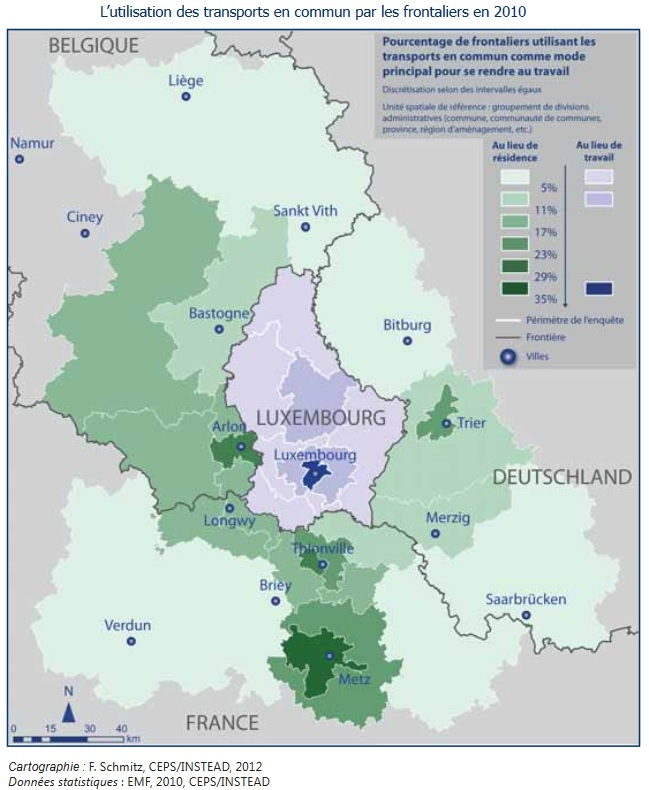 L'utilisation des transports en commun par les frontaliers en 2010
BELGIQUE
Pourcentage de frontaliers utilisant les
transports en commun comme mode
principal pour se rendre au travail
Discrétisation selon des intervalles égaux
Unité spatiale de référence : groupement de divisions
administratives (commune, communauté de communes,
province, région d'aménagement, etc.)
Au lieu de
résidence
Au lieu de
travail
5%
11%
17%
23%
29%
35%
Périmètre de l'enquête
Frontière
Villes
Liège
Namur
Ciney
Sankt Vith
Bastogne
Bitburg
LUXEMBOURG
Arlon
Trier
Luxembourg
DEUTSCHLAND
Longwy
Merzig
Thionville
Briey
Saarbrücken
Verdun
Metz
N
FRANCE
0 15 30 40
km
Cartographie : F. Schmitz, CEPS/INSTEAD, 2012
Données statistiques : EMF, 2010, CEPS/INSTEAD